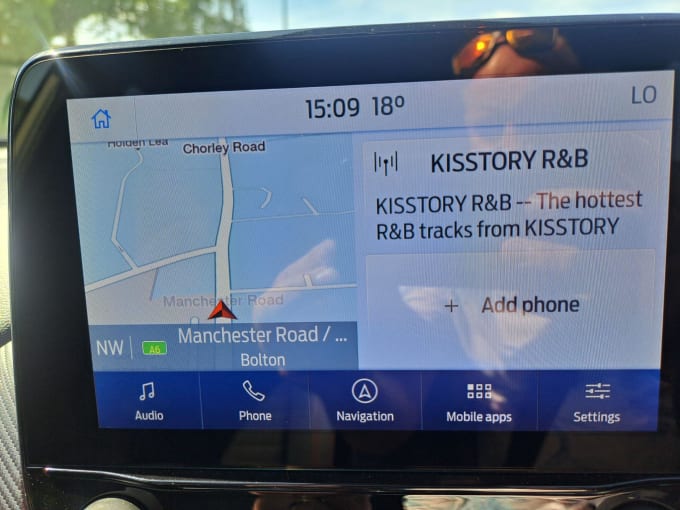 15:09 18°
LO
Holden Lea
Chorley Road
Manchester Road
NW A6 Manchester Road / ...
Bolton
KISSTORY R&B
KISSTORY R&B -- The hottest
R&B tracks from KISSTORY
+ Add phone
Audio
Phone
Navigation
Mobile apps
Settings